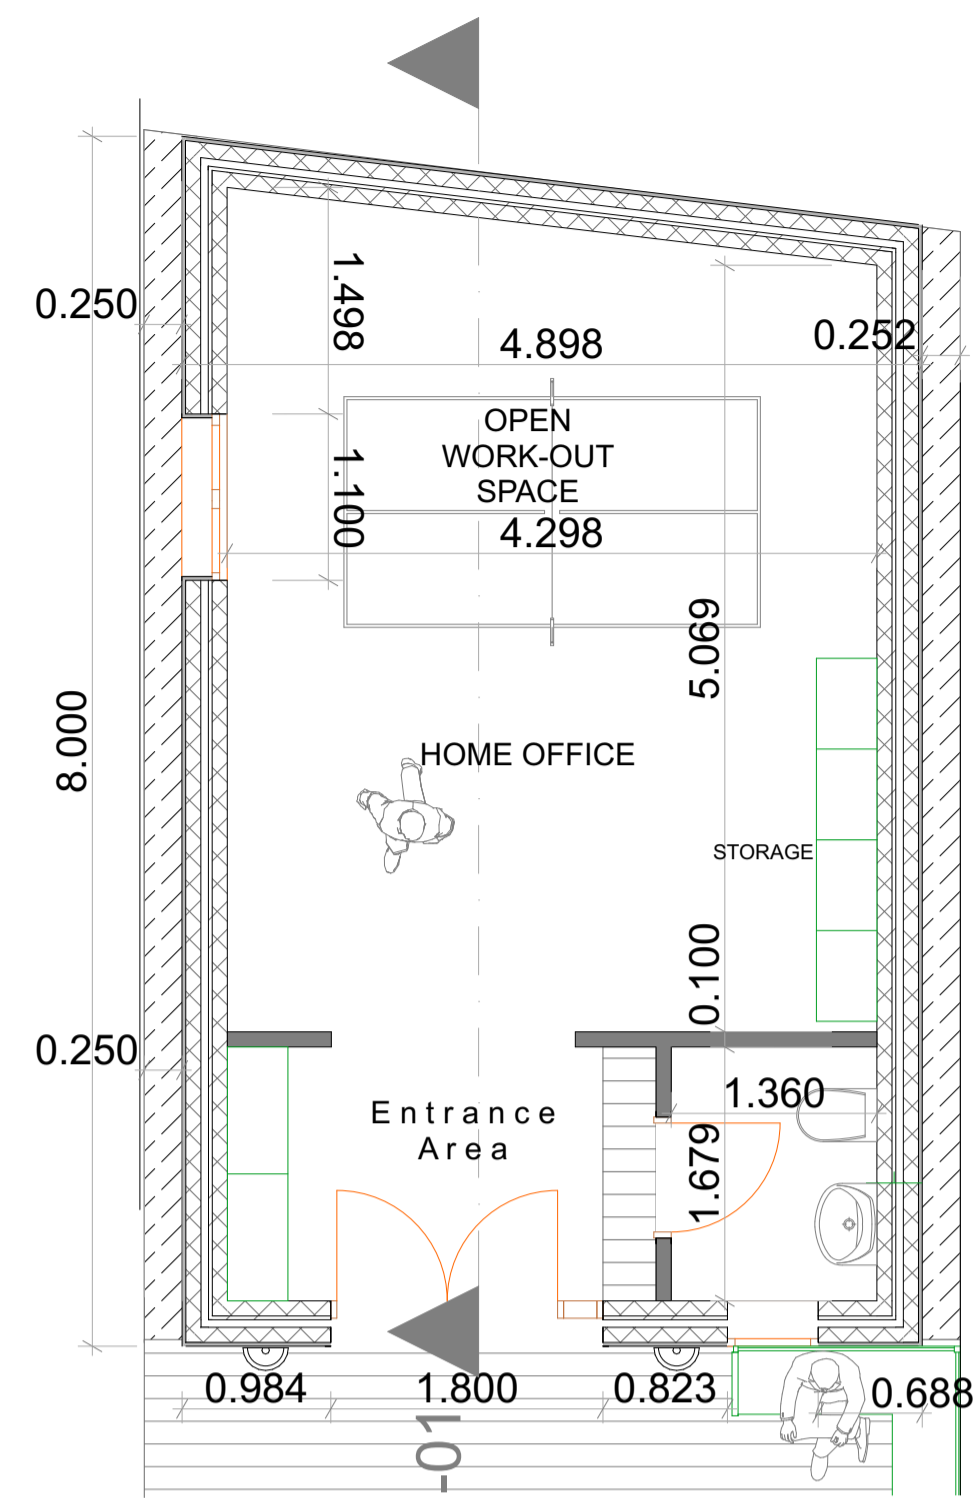 0.250
1.498
4.898
0.252
OPEN
WORK-OUT
SPACE
1.100
4.298
5.069
8.000
HOME OFFICE
STORAGE
0.100
0.250
Entrance
Area
1.360
1.679
0.984
1.800
0.823
0.688
-01